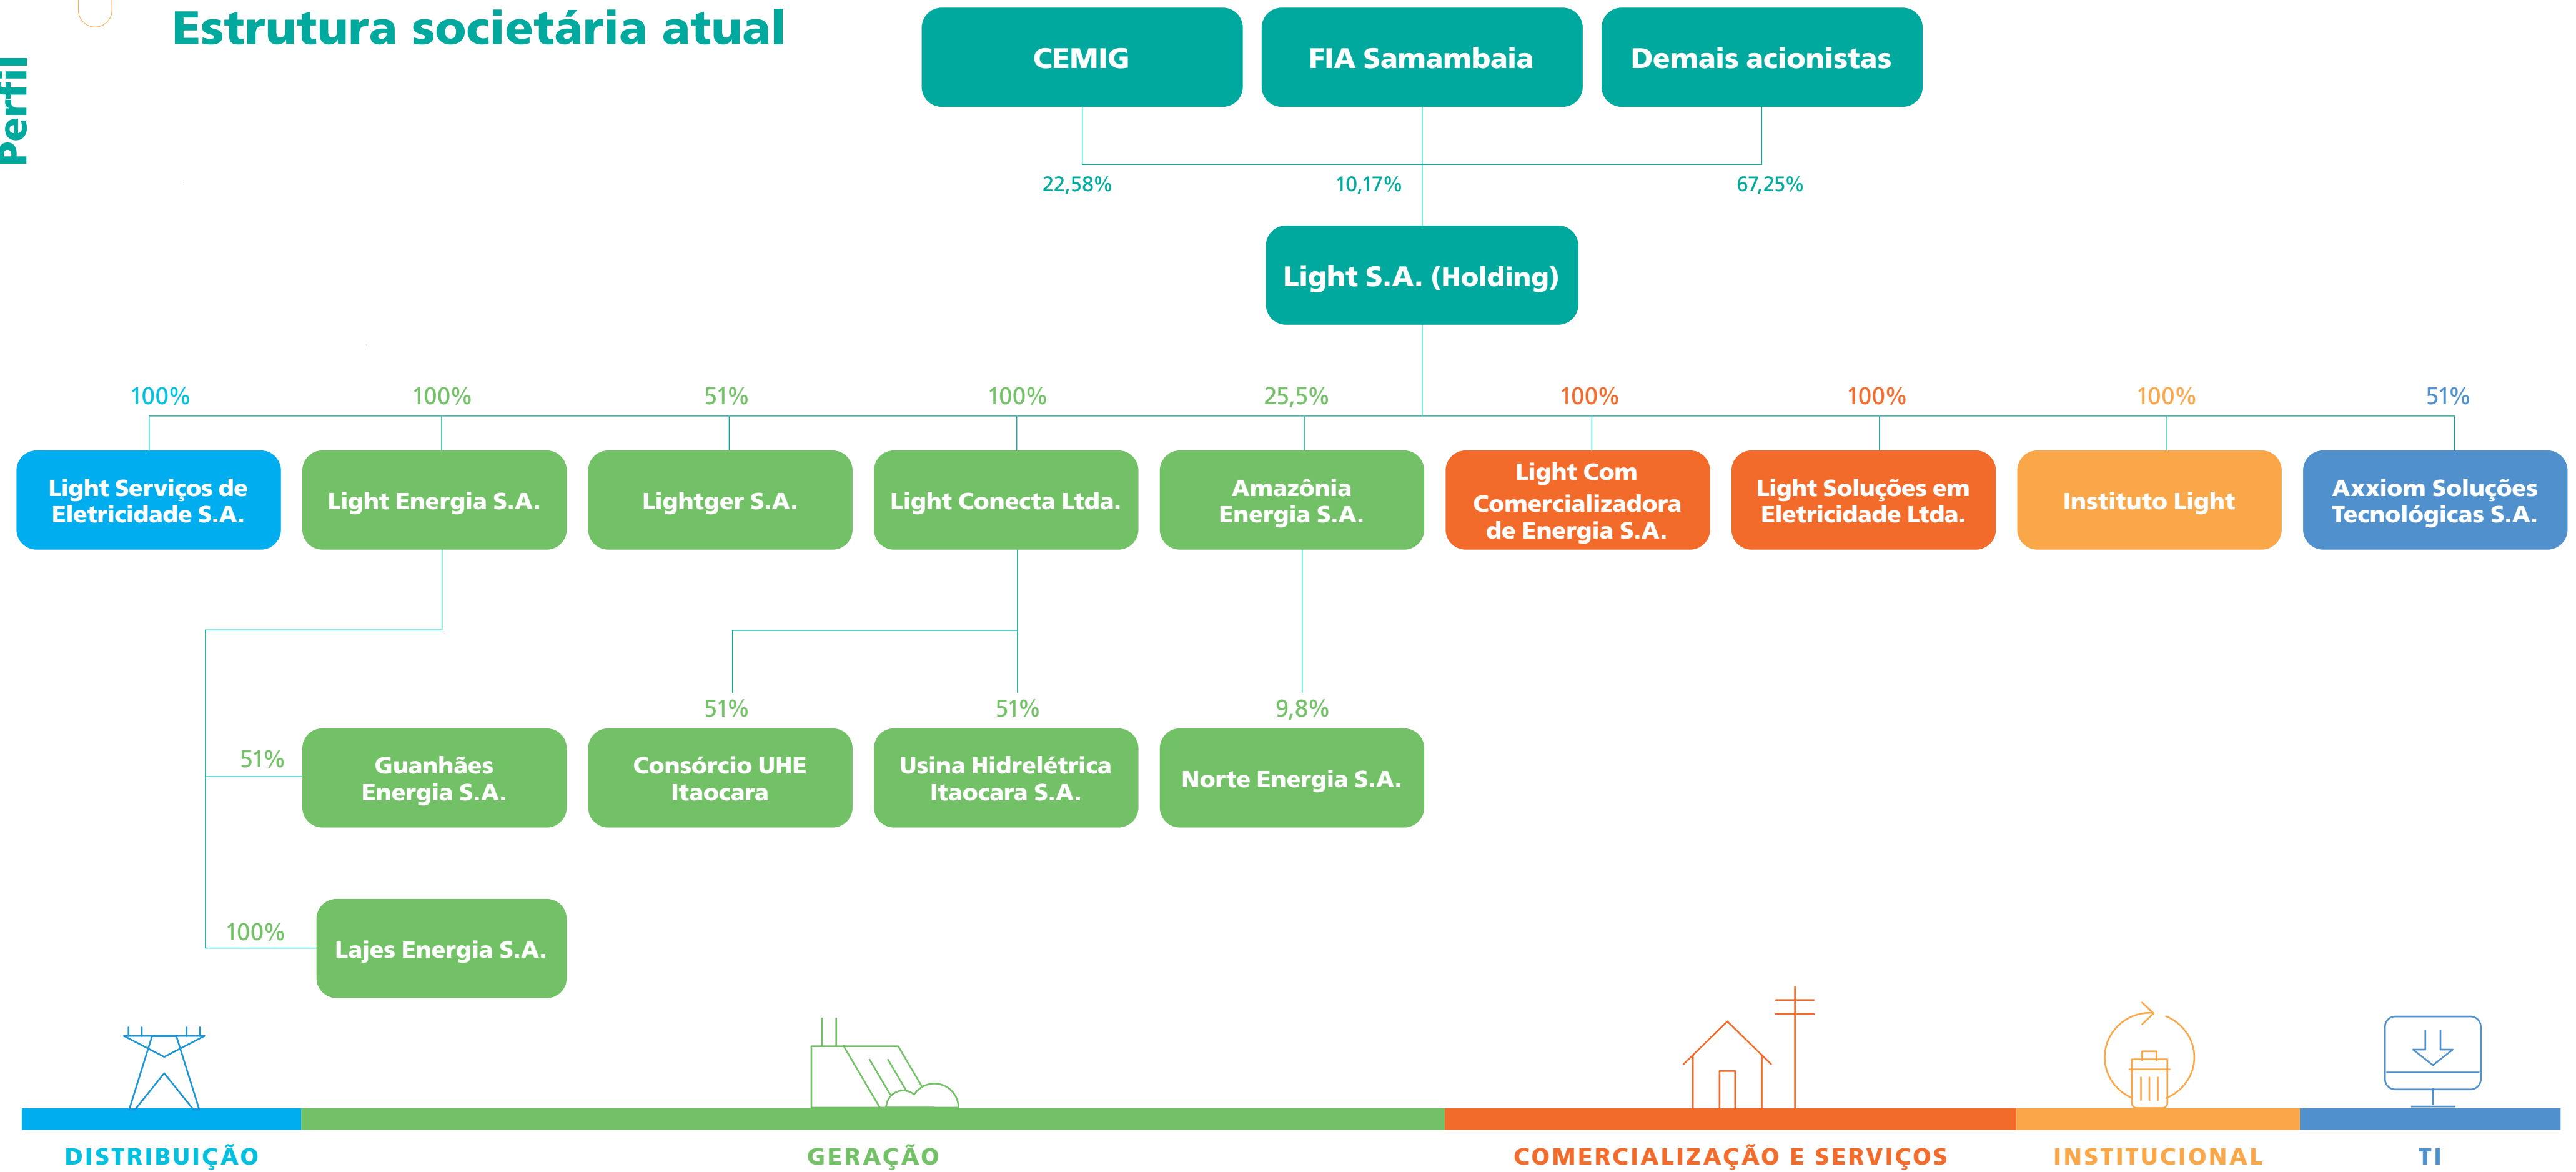 Perfil
Estrutura societária atual
CEMIG
FIA Samambaia
Demais acionistas
22,58%
10,17%
67,25%
Light S.A. (Holding)
100%
100%
51%
100%
25,5%
100%
100%
100%
51%
Light Serviços de
Eletricidade S.A.
Light Energia S.A.
Lightger S.A.
Light Conecta Ltda.
Amazônia
Energia S.A.
Light Com
Comercializadora
de Energia S.A.
Light Soluções em
Eletricidade Ltda.
Instituto Light
Axxiom Soluções
Tecnológicas S.A.
51%
51%
9,8%
51%
Guanhães
Energia S.A.
Consórcio UHE
Itaocara
Usina Hidrelétrica
Itaocara S.A.
Norte Energia S.A.
100%
Lajes Energia S.A.
DISTRIBUIÇÃO
GERAÇÃO
COMERCIALIZAÇÃO E SERVIÇOS
INSTITUCIONAL
TI